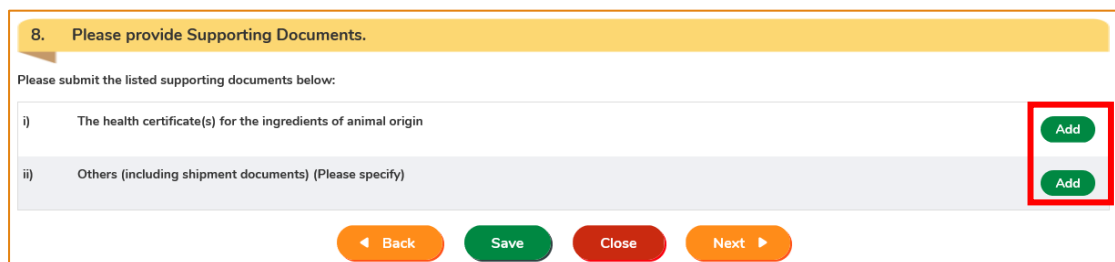 8. Please provide Supporting Documents.
Please submit the listed supporting documents below:
i) The health certificate(s) for the ingredients of animal origin Add
ii) Others (including shipment documents) (Please specify) Add
Back Save Close Next